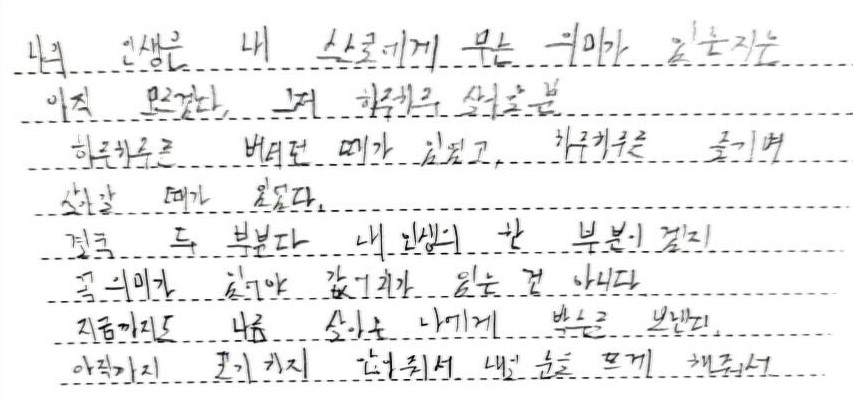 나의 인생은 내 스스로에게 무슨 의미가 있는지는
아직 모르겠다, 그저 하루하루 살아갈 뿐
하루하루를 버티던 때가 있었고, 하루하루를 즐기며
살아갈 때가 있었다.
결국 두 부분다 내 인생의 한 부분이 걸지
꼭 의미가 있어야 값어치가 있는 건 아니다
지금까지도 나름 살아온 나에게 박수를 보낸다.
아직까지 포기하지 않아줘서 내일 눈을 뜨게 해줘서